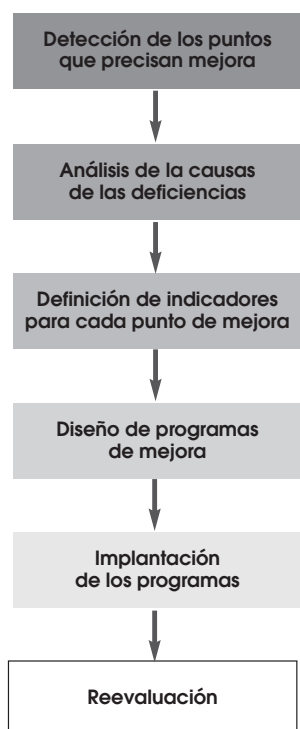 Detección de los puntos
que precisan mejora
Análisis de la causas
de las deficiencias
Definición de indicadores
para cada punto de mejora
Diseño de programas
de mejora
Implantación
de los programas
Reevaluación